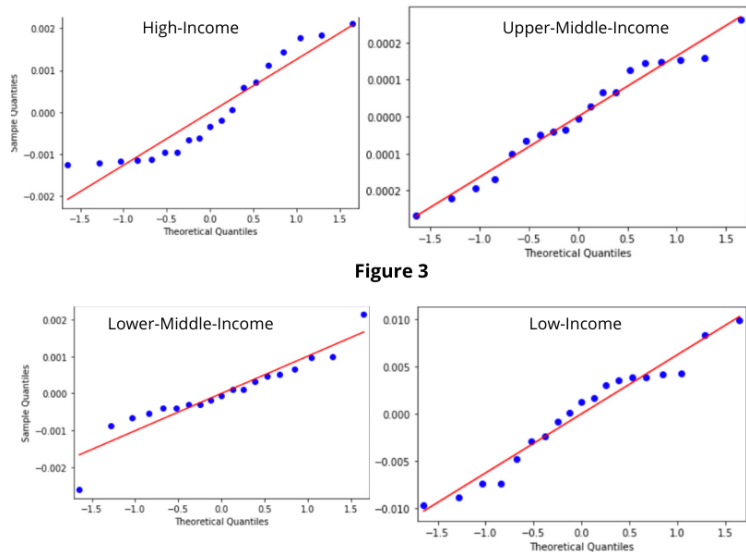 High-Income
0.002
0.001
0.000
−0.001
−0.002
Sample Quantiles
−1.5 −1.0 −0.5 0.0 0.5 1.0 1.5
Theoretical Quantiles
Upper-Middle-Income
0.0002
0.0001
0.0000
0.0001
0.0002
−1.5 −1.0 −0.5 0.0 0.5 1.0 1.5
Theoretical Quantiles
Figure 3
Lower-Middle-Income
0.002
0.001
0.000
−0.001
−0.002
Sample Quantiles
−1.5 −1.0 −0.5 0.0 0.5 1.0 1.5
Theoretical Quantiles
Low-Income
0.010
0.005
0.000
−0.005
−0.010
−1.5 −1.0 −0.5 0.0 0.5 1.0 1.5
Theoretical Quantiles